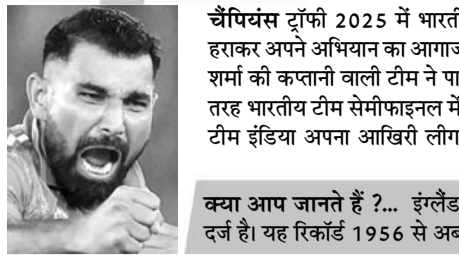 चैंपियंस ट्रॉफी 2025 में भारती
हराकर अपने अभियान का आगाज
शर्मा की कप्तानी वाली टीम ने पा
तरह भारतीय टीम सेमीफाइनल में
टीम इंडिया अपना आखिरी लीग
क्या आप जानते हैं ?... इंग्लैंड
दर्ज है। यह रिकॉर्ड 1956 से अब